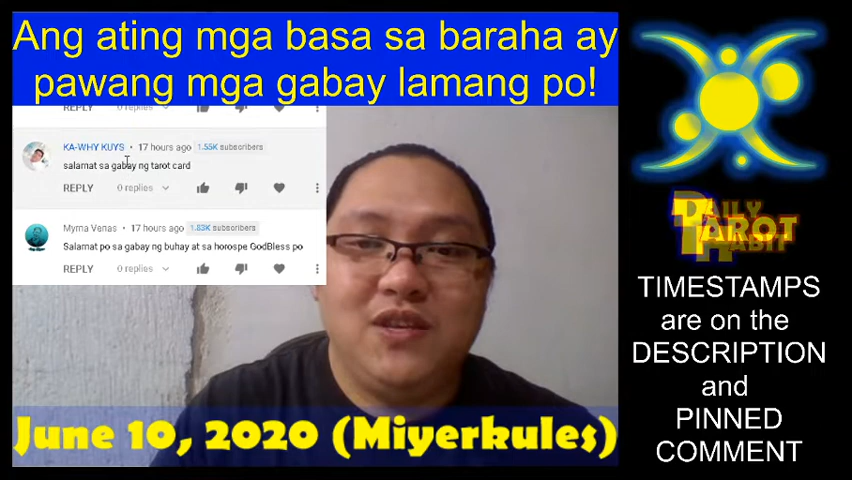 Ang ating mga basa sa baraha ay
pawang mga gabay lamang po!
REPLY 0 replies
KA-WHY KUYS • 17 hours ago 1.55K subscribers
salamat sa gabay ng tarot card
REPLY 0 replies
Myrna Venas • 17 hours ago 1.83K subscribers
Salamat po sa gabay ng buhay at sa horospe GodBless po
REPLY 0 replies
June 10, 2020 (Miyerkules)
DAILY
TAROT
HABIT
TIMESTAMPS
are on the
DESCRIPTION
and
PINNED
COMMENT